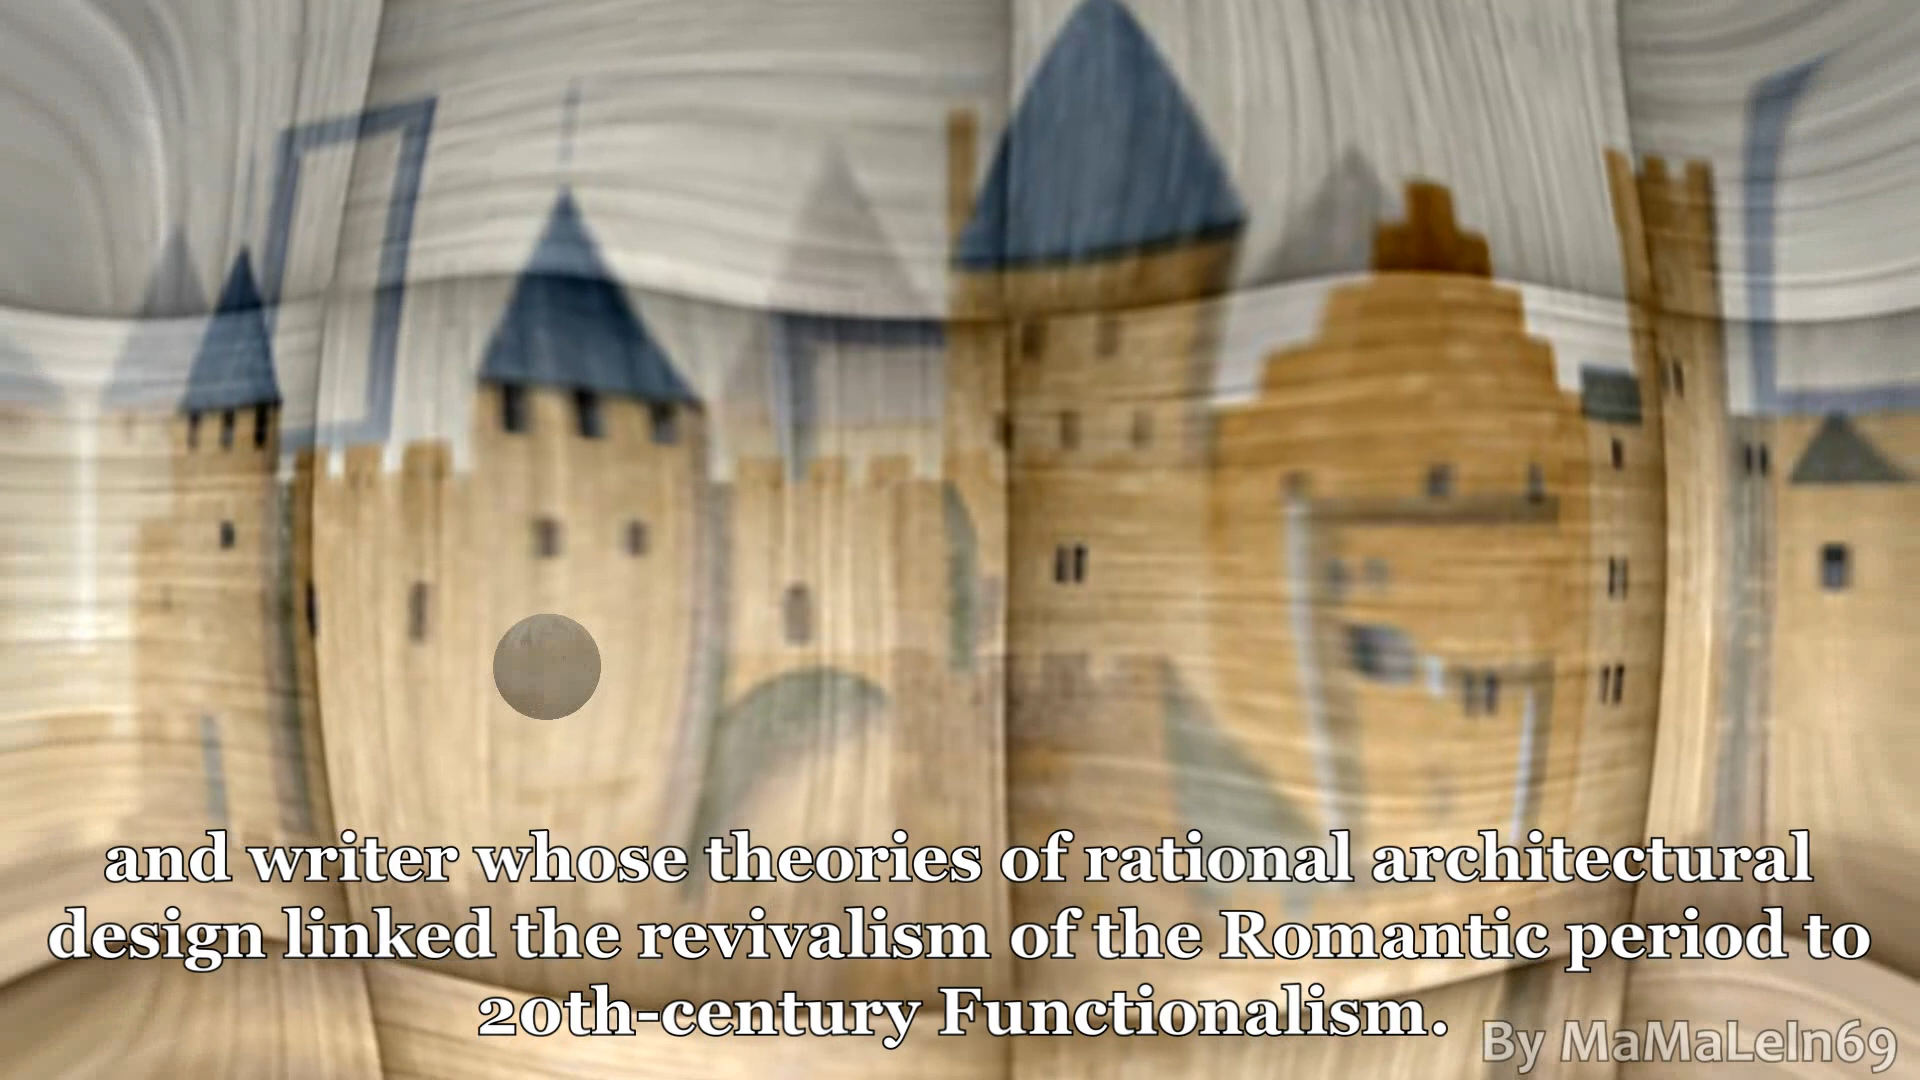 and writer whose theories of rational architectural
design linked the revivalism of the Romantic period to
20th-century Functionalism.
By MaMaLeIn69